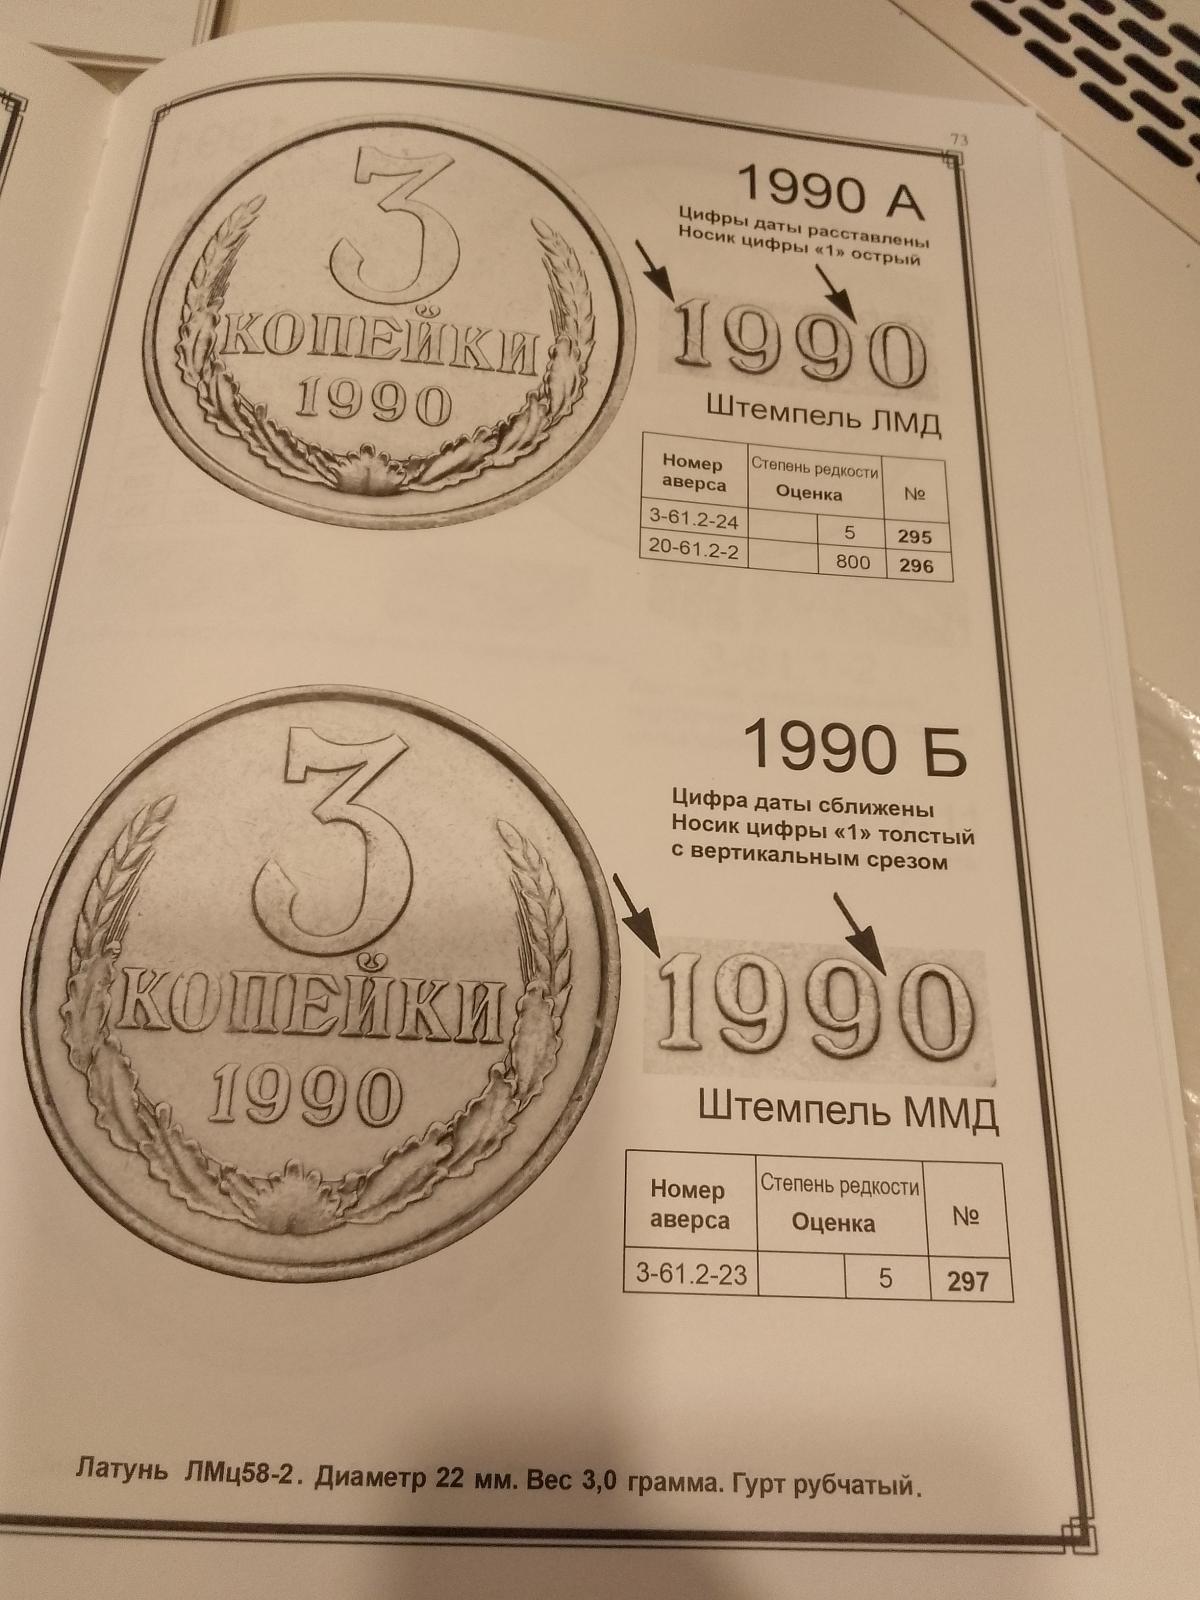 73
3
КОПЕЙКИ
1990
1990 А
Цифры даты расставлены
Носик цифры «1» острый
1990
Штемпель ЛМД
Номер аверса | Степень редкости Оценка | №
3-61.2-24 | 5 | 295
20-61.2-2 | 800 | 296
3
КОПЕЙКИ
1990
1990 Б
Цифра даты сближены
Носик цифры «1» толстый
с вертикальным срезом
1990
Штемпель ММД
Номер аверса | Степень редкости Оценка | №
3-61.2-23 | 5 | 297
Латунь ЛМц58-2. Диаметр 22 мм. Вес 3,0 грамма. Гурт рубчатый.